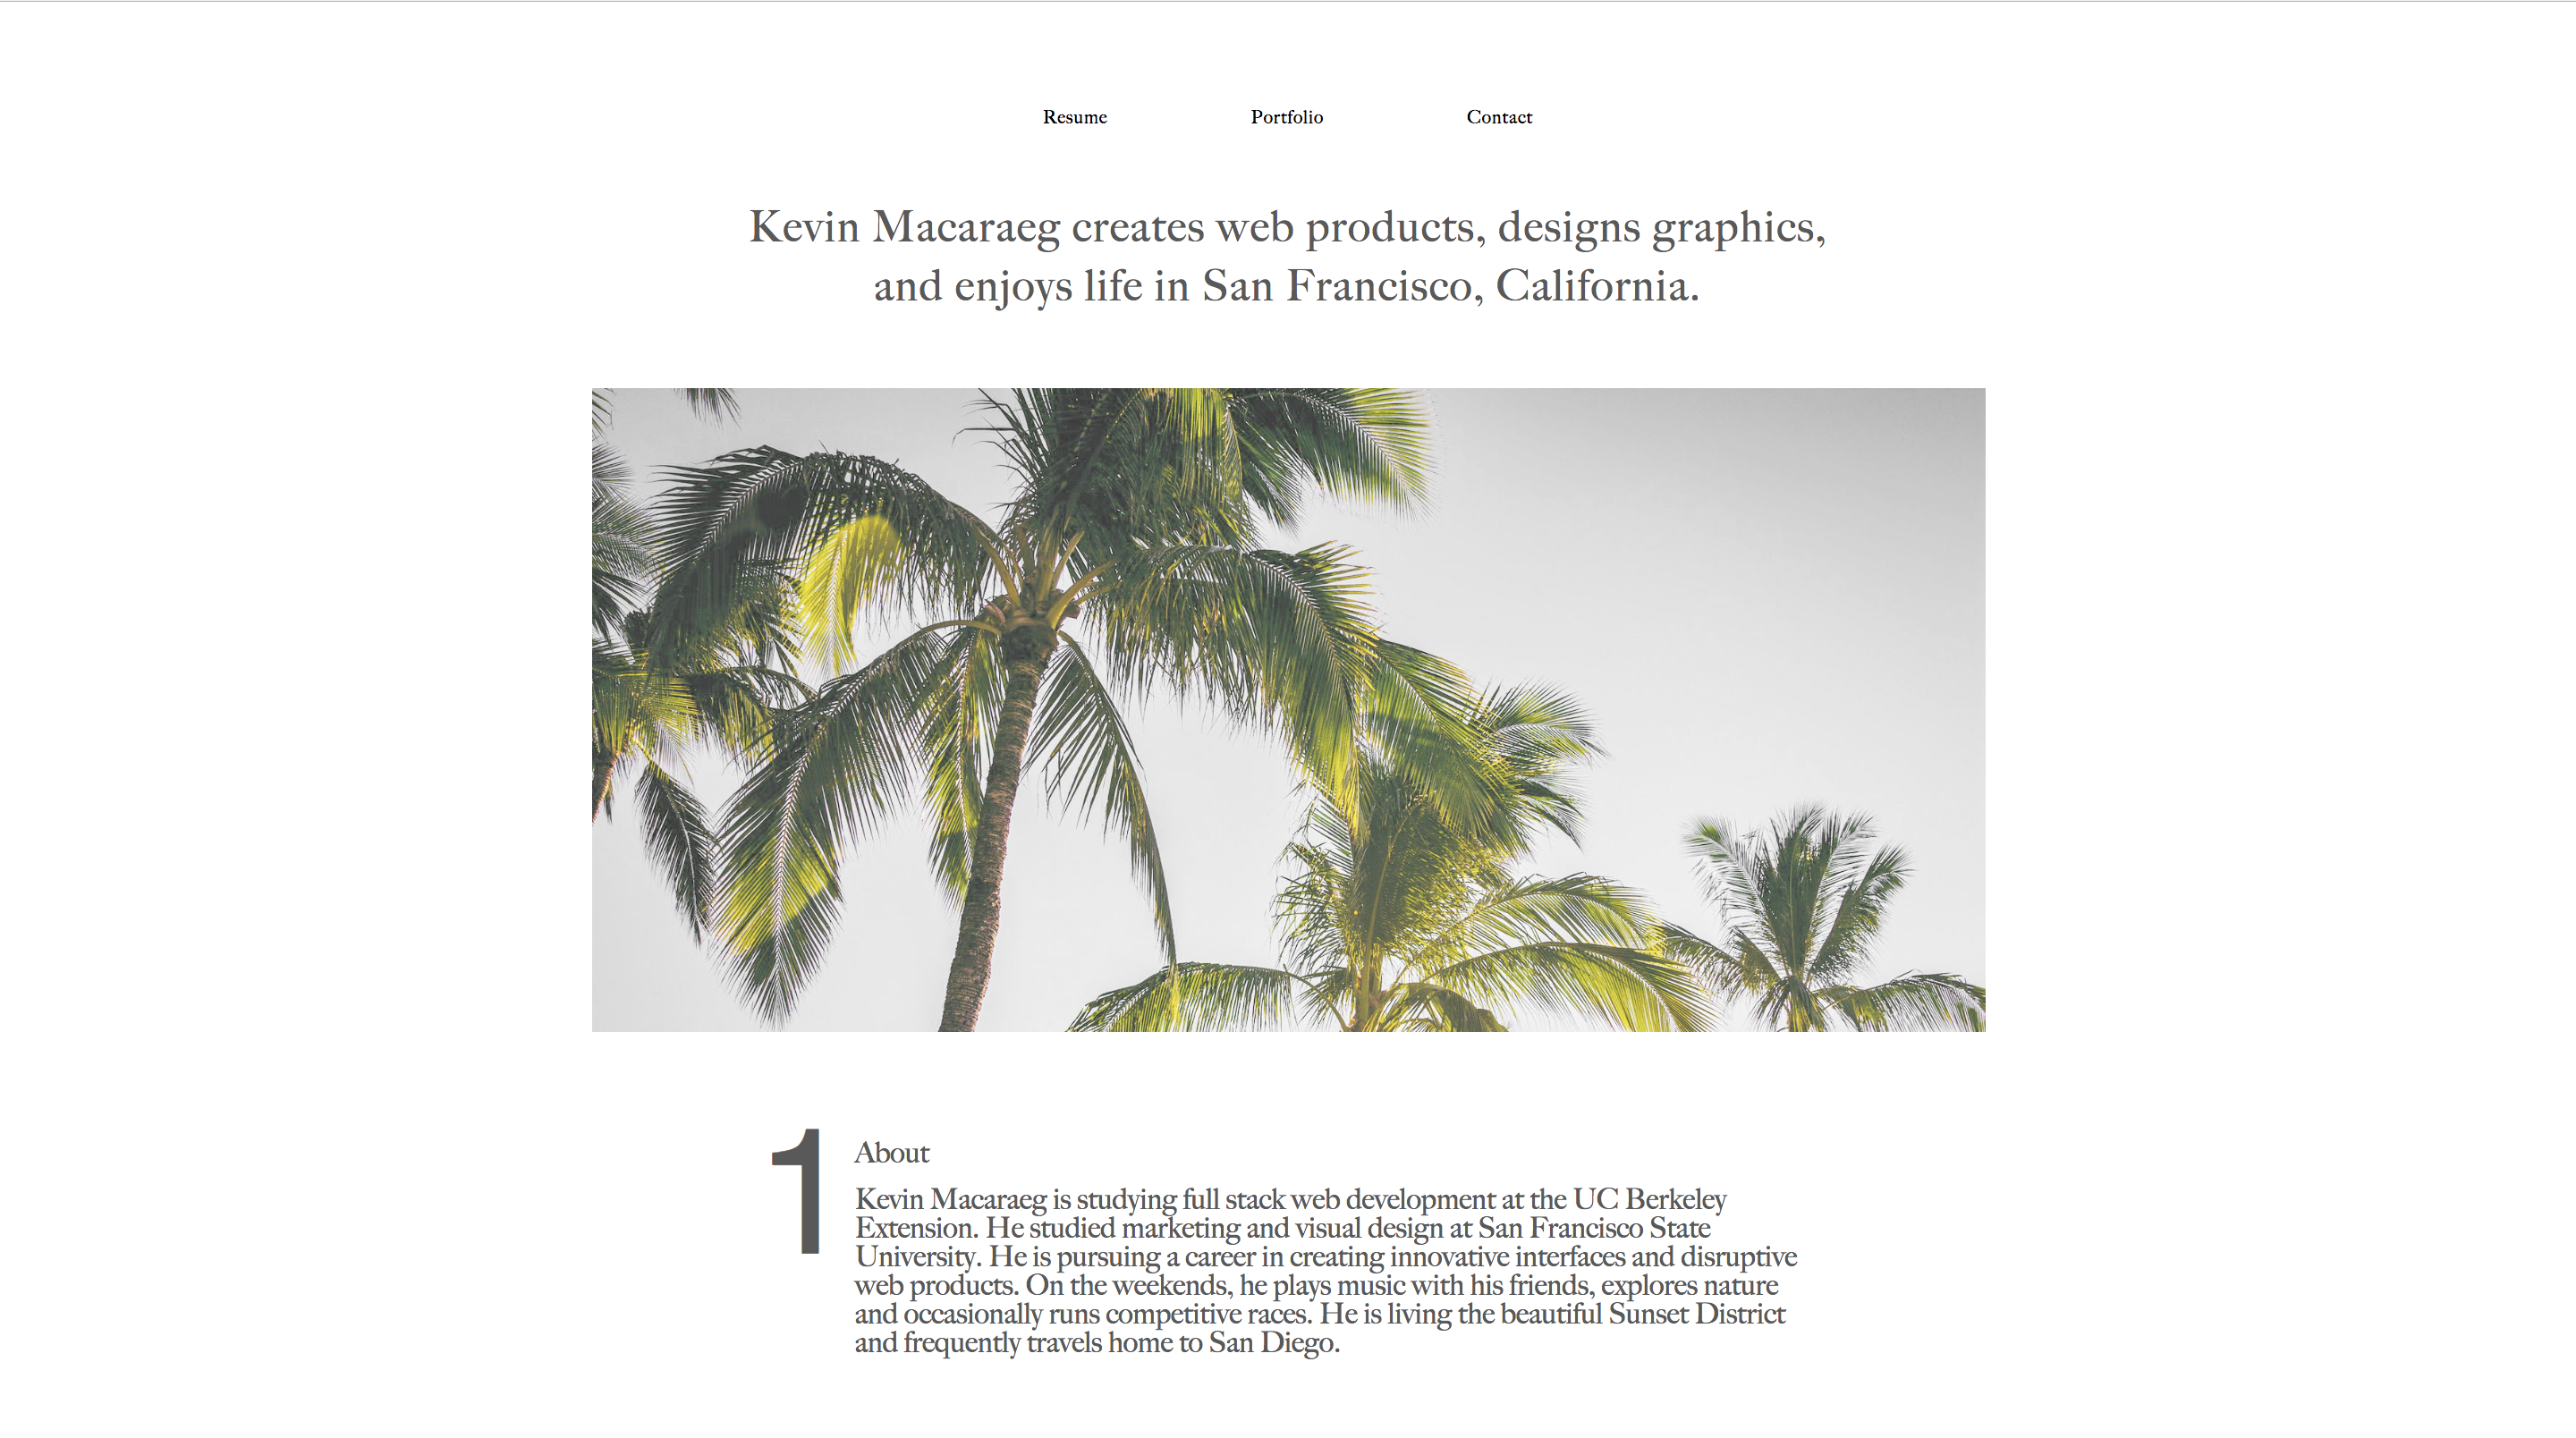 Resume Portfolio Contact
Kevin Macaraeg creates web products, designs graphics,
and enjoys life in San Francisco, California.
1
About
Kevin Macaraeg is studying full stack web development at the UC Berkeley
Extension. He studied marketing and visual design at San Francisco State
University. He is pursuing a career in creating innovative interfaces and disruptive
web products. On the weekends, he plays music with his friends, explores nature
and occasionally runs competitive races. He is living the beautiful Sunset District
and frequently travels home to San Diego.